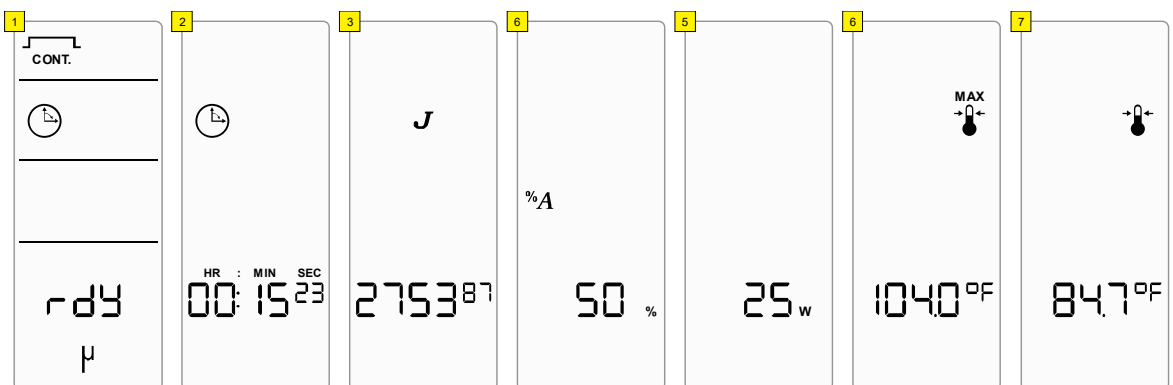 1 2 3 6 5 6 7
CONT.
MAX
J
%A
HR : MIN SEC
rdy 00:15 23 2753 87 50 % 25 W 104.0 °F 84.7 °F
µ